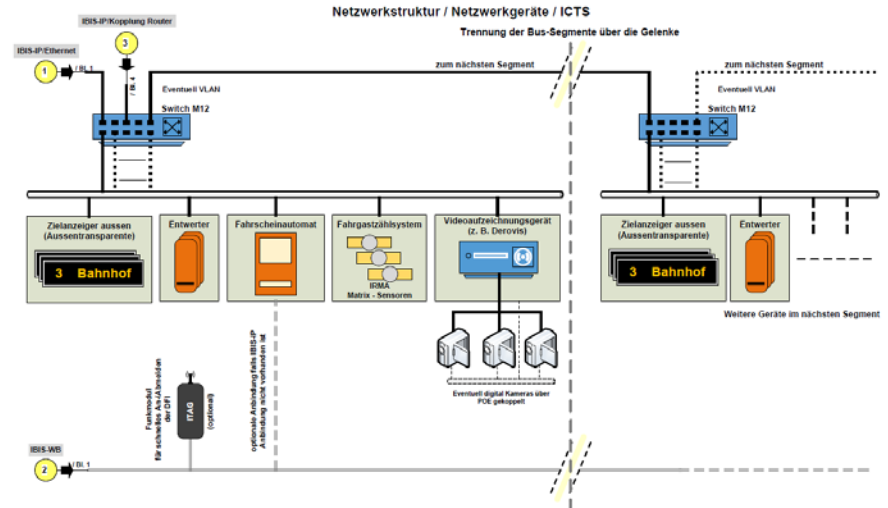 Netzwerkstruktur / Netzwerkgeräte / ICTS
IBIS-IP/Kopplung Router
3
Trennung der Bus-Segmente über die Gelenke
IBIS-IP/Ethernet
1
/ Bl. 1
/ Bl. 4
zum nächsten Segment
zum nächsten Segment
Eventuell VLAN
Eventuell VLAN
Switch M12
Switch M12
Zielanzeiger aussen
(Aussentransparente)
3 Bahnhof
Entwerter
Fahrscheinautomat
Fahrgastzählsystem
IRMA
Matrix - Sensoren
Videoaufzeichnungsgerät
(z. B. Derovis)
Zielanzeiger aussen
(Aussentransparente)
3 Bahnhof
Entwerter
Weitere Geräte im nächsten Segment
Eventuell digital Kameras über
POE gekoppelt
Funkmodul
für schnelles An-/Abmelden
der DFI
ITAG
(optional)
optionale Anbindung falls IBIS-IP
Anbindung nicht vorhanden ist
IBIS-WB
2
/ Bl. 1